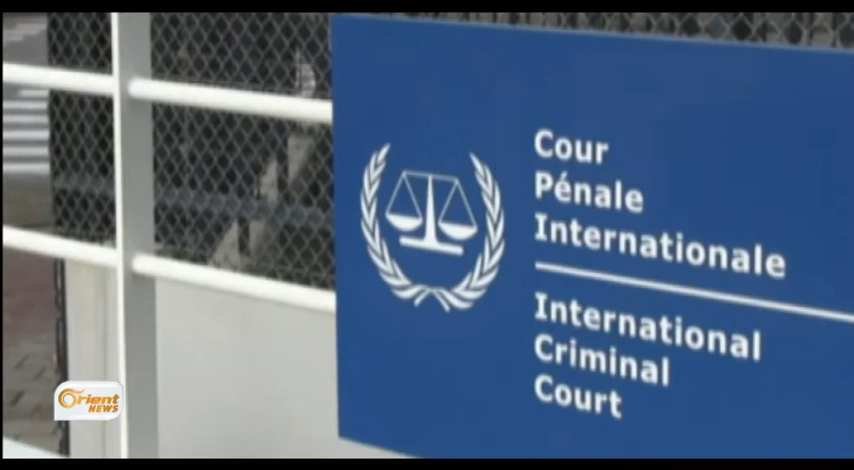 Cour
Pénale
Internationale
International
Criminal
Court
Orient
NEWS